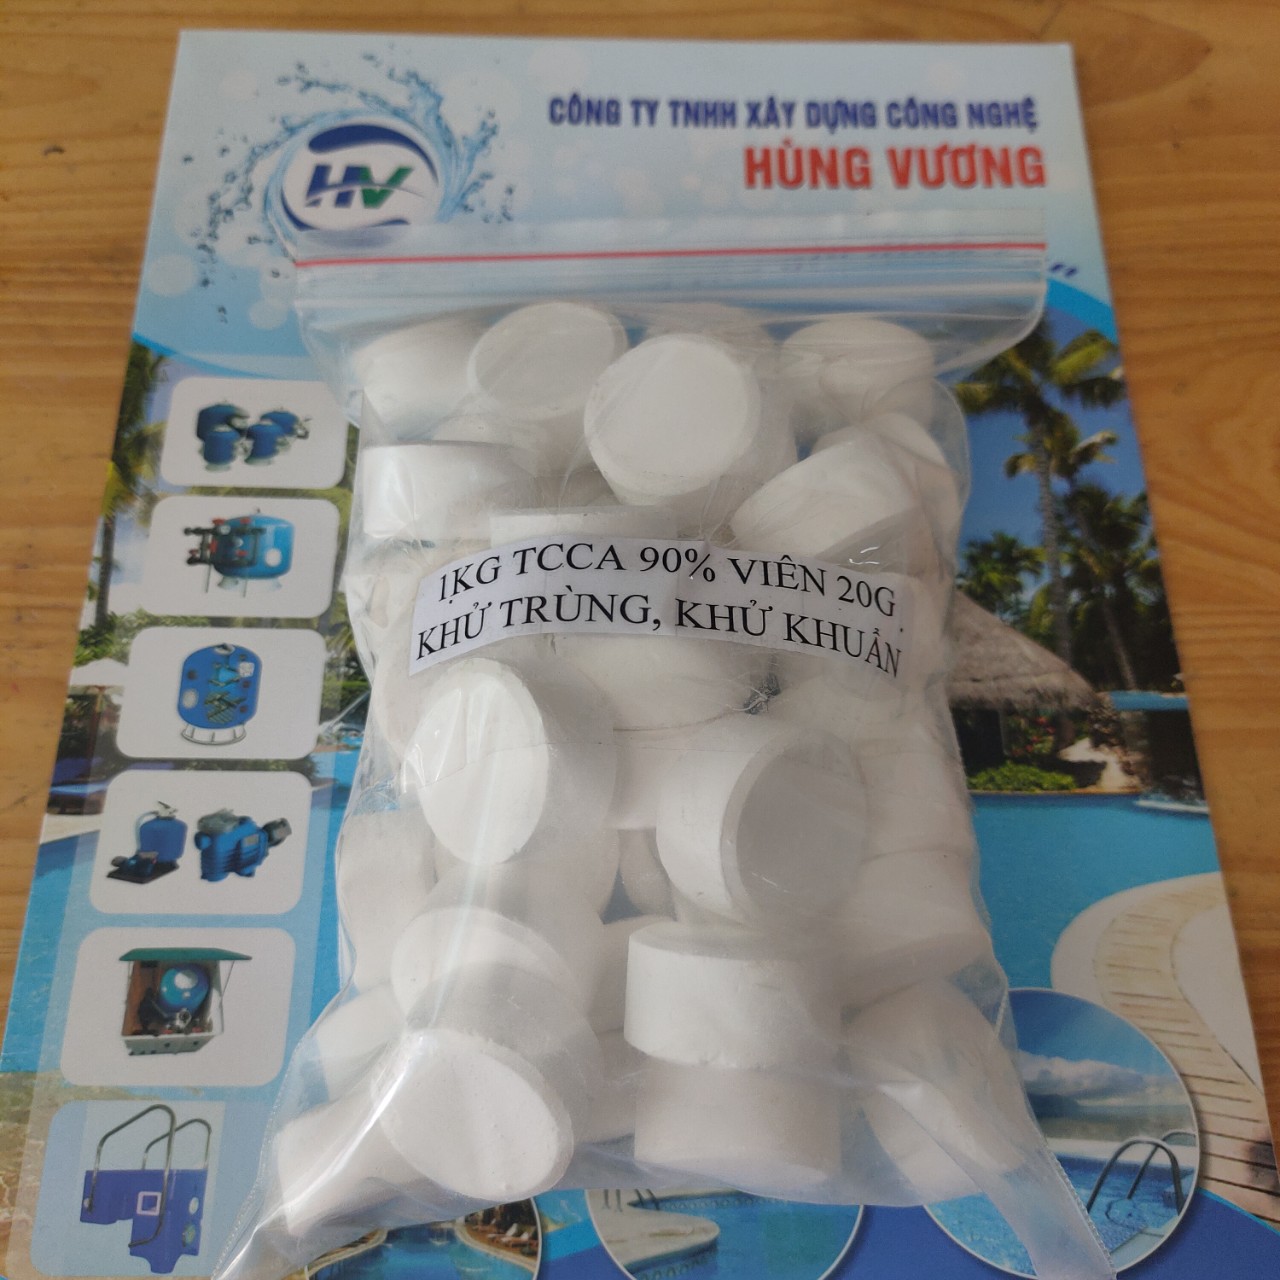 HV
CÔNG TY TNHH XÂY DỰNG CÔNG NGHỆ
HÙNG VƯƠNG
1KG TCCA 90% VIÊN 20G
KHỬ TRÙNG, KHỬ KHUẨN